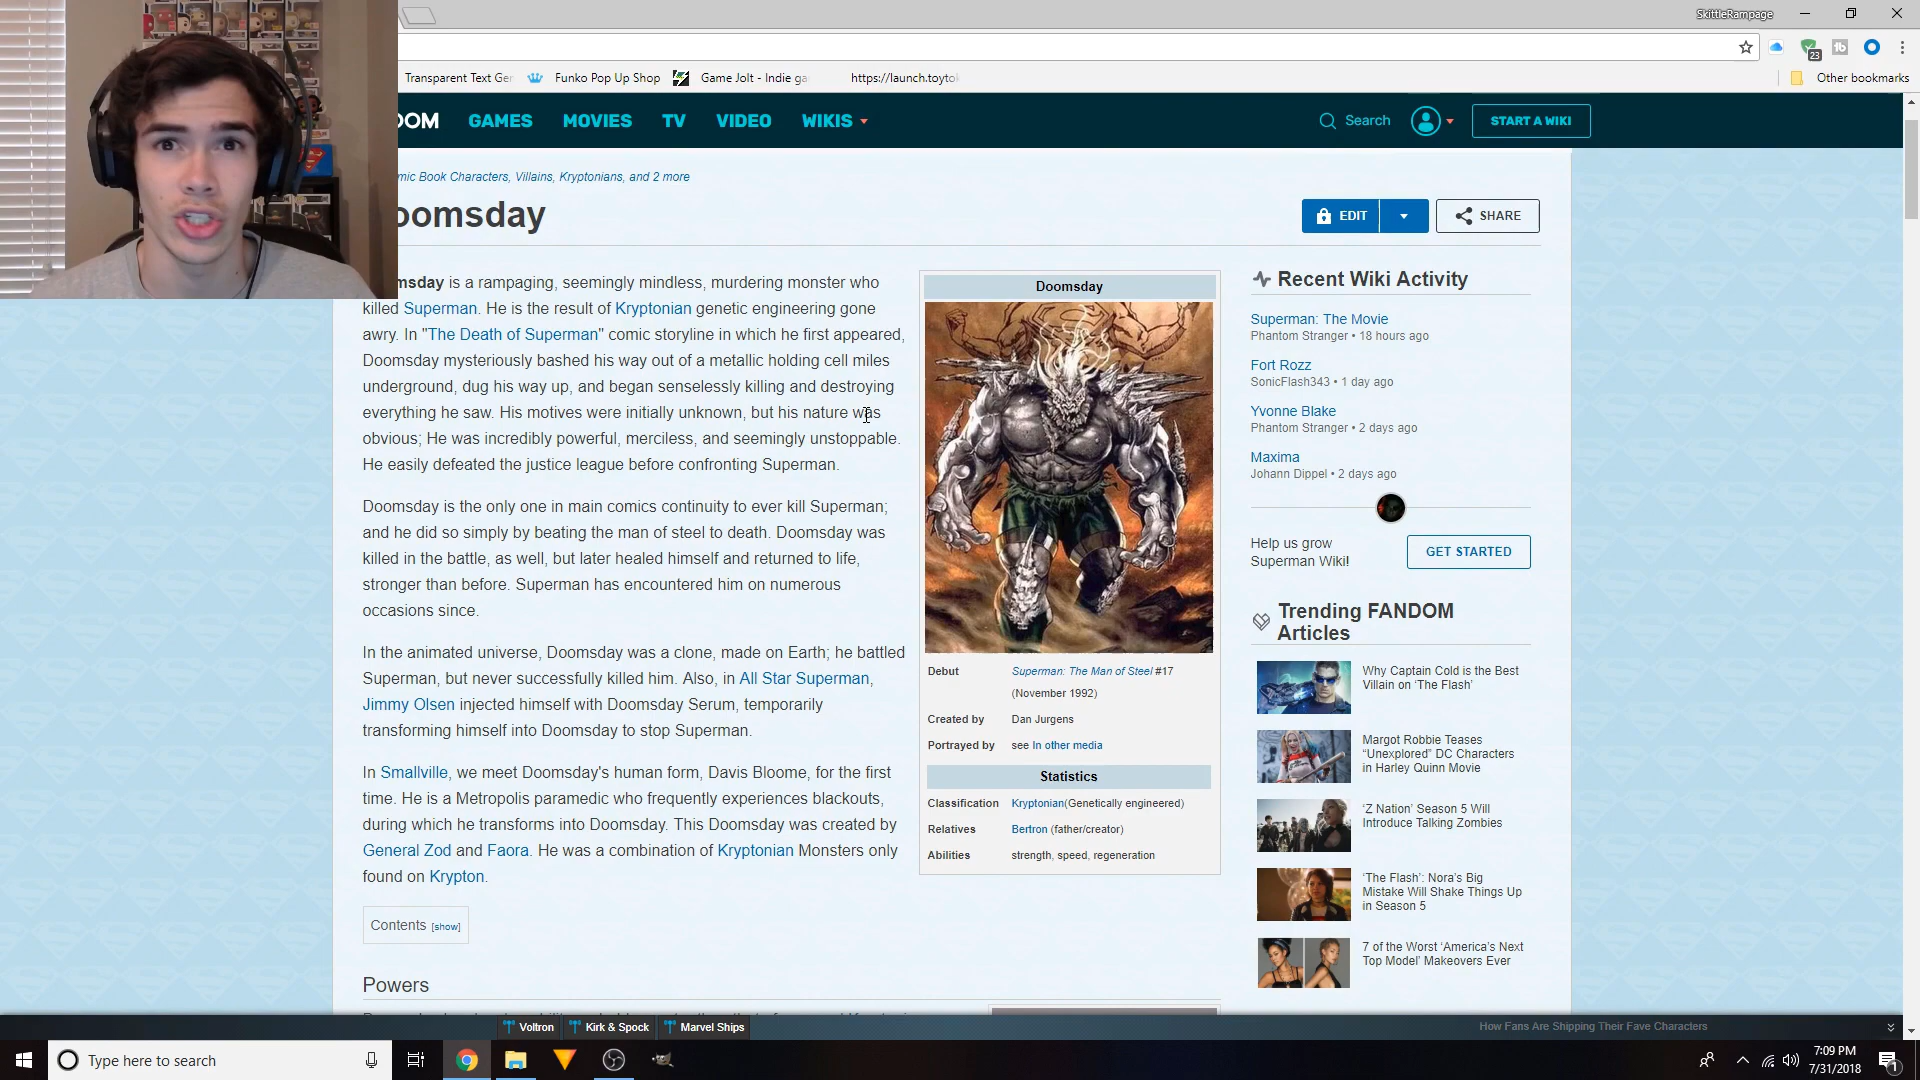 SkittleRampage
23
Transparent Text Ger
Funko Pop Up Shop
Game Jolt - Indie ga
https://launch.toytok
Other bookmarks
DOM
GAMES
MOVIES
TV
VIDEO
WIKIS
Search
START A WIKI
mic Book Characters, Villains, Kryptonians, and 2 more
oomsday
EDIT
SHARE
msday is a rampaging, seemingly mindless, murdering monster who
killed Superman. He is the result of Kryptonian genetic engineering gone
awry. In "The Death of Superman" comic storyline in which he first appeared,
Doomsday mysteriously bashed his way out of a metallic holding cell miles
underground, dug his way up, and began senselessly killing and destroying
everything he saw. His motives were initially unknown, but his nature was
obvious; He was incredibly powerful, merciless, and seemingly unstoppable.
He easily defeated the justice league before confronting Superman.
Doomsday is the only one in main comics continuity to ever kill Superman;
and he did so simply by beating the man of steel to death. Doomsday was
killed in the battle, as well, but later healed himself and returned to life,
stronger than before. Superman has encountered him on numerous
occasions since.
In the animated universe, Doomsday was a clone, made on Earth; he battled
Superman, but never successfully killed him. Also, in All Star Superman,
Jimmy Olsen injected himself with Doomsday Serum, temporarily
transforming himself into Doomsday to stop Superman.
In Smallville, we meet Doomsday's human form, Davis Bloome, for the first
time. He is a Metropolis paramedic who frequently experiences blackouts,
during which he transforms into Doomsday. This Doomsday was created by
General Zod and Faora. He was a combination of Kryptonian Monsters only
found on Krypton.
Contents [show]
Powers
Doomsday
Debut Superman: The Man of Steel #17
(November 1992)
Created by Dan Jurgens
Portrayed by see In other media
Statistics
Classification Kryptonian(Genetically engineered)
Relatives Bertron (father/creator)
Abilities strength, speed, regeneration
Recent Wiki Activity
Superman: The Movie
Phantom Stranger • 18 hours ago
Fort Rozz
SonicFlash343 • 1 day ago
Yvonne Blake
Phantom Stranger • 2 days ago
Maxima
Johann Dippel • 2 days ago
Help us grow
Superman Wiki!
GET STARTED
Trending FANDOM
Articles
Why Captain Cold is the Best
Villain on 'The Flash'
Margot Robbie Teases
"Unexplored" DC Characters
in Harley Quinn Movie
'Z Nation' Season 5 Will
Introduce Talking Zombies
'The Flash': Nora's Big
Mistake Will Shake Things Up
in Season 5
7 of the Worst 'America's Next
Top Model' Makeovers Ever
Voltron
Kirk & Spock
Marvel Ships
How Fans Are Shipping Their Fave Characters
Type here to search
7:09 PM
7/31/2018
1